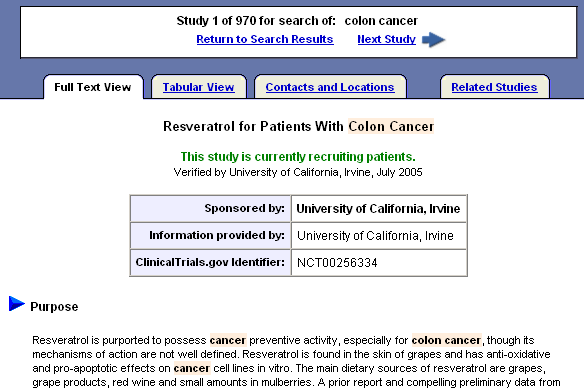 Study 1 of 970 for search of: colon cancer
Return to Search Results Next Study
Full Text View Tabular View Contacts and Locations Related Studies
Resveratrol for Patients With Colon Cancer
This study is currently recruiting patients.
Verified by University of California, Irvine, July 2005
Sponsored by: University of California, Irvine
Information provided by: University of California, Irvine
ClinicalTrials.gov Identifier: NCT00256334
Purpose
Resveratrol is purported to possess cancer preventive activity, especially for colon cancer, though its
mechanisms of action are not well defined. Resveratrol is found in the skin of grapes and has anti-oxidative
and pro-apoptotic effects on cancer cell lines in vitro. The main dietary sources of resveratrol are grapes,
grape products, red wine and small amounts in mulberries. A prior report and compelling preliminary data from